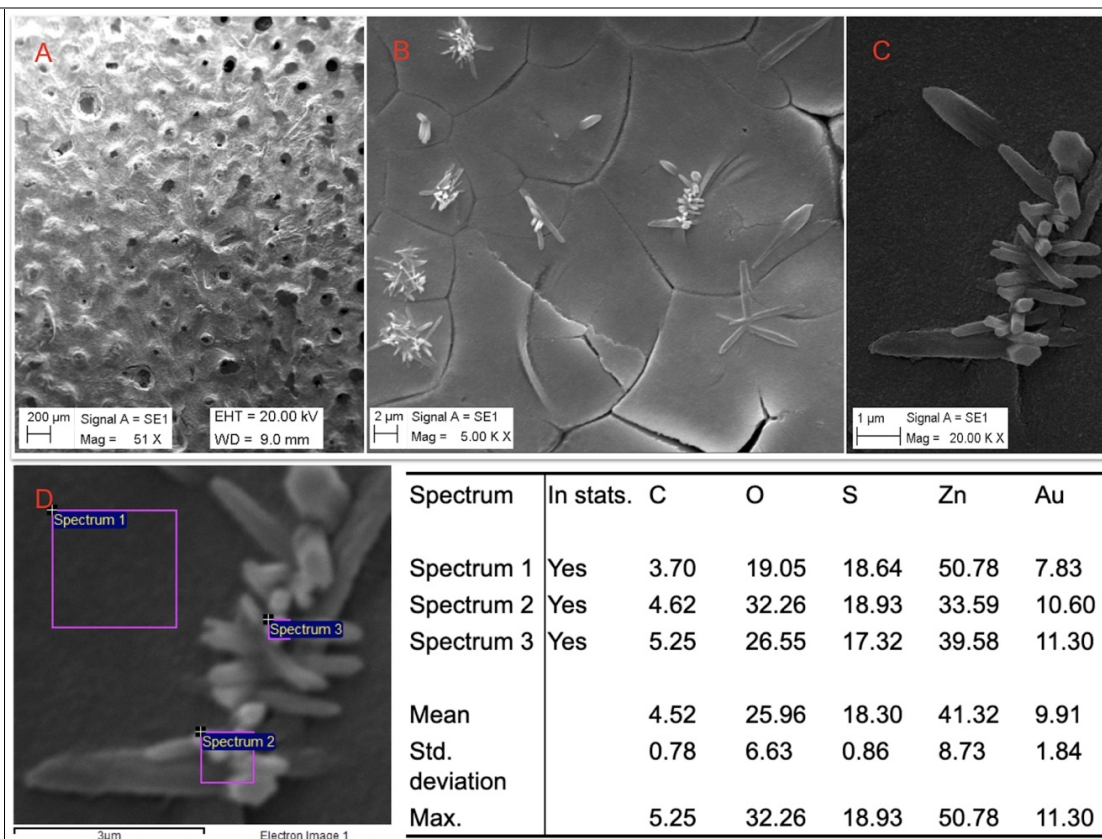 A
B
C
200 µm
Signal A = SE1
Mag = 51 X
EHT = 20.00 kV
WD = 9.0 mm
2 µm
Signal A = SE1
Mag = 5.00 K X
1 µm
Signal A = SE1
Mag = 20.00 K X
D
Spectrum 1
Spectrum 3
Spectrum 2
3µm
Electron Image 1
Spectrum In stats. C O S Zn Au
Spectrum 1 Yes 3.70 19.05 18.64 50.78 7.83
Spectrum 2 Yes 4.62 32.26 18.93 33.59 10.60
Spectrum 3 Yes 5.25 26.55 17.32 39.58 11.30
Mean 4.52 25.96 18.30 41.32 9.91
Std. 0.78 6.63 0.86 8.73 1.84
deviation
Max. 5.25 32.26 18.93 50.78 11.30